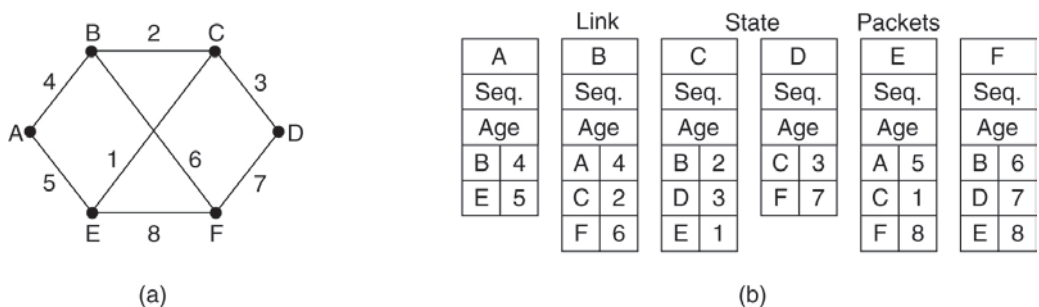 B 2 C
4 3
A D
1 6
5 7
E 8 F
(a)
Link State Packets
A B C D E F
Seq. Seq. Seq. Seq. Seq. Seq.
Age Age Age Age Age Age
B 4 A 4 B 2 C 3 A 5 B 6
E 5 C 2 D 3 F 7 C 1 D 7
F 6 E 1 F 8 E 8
(b)